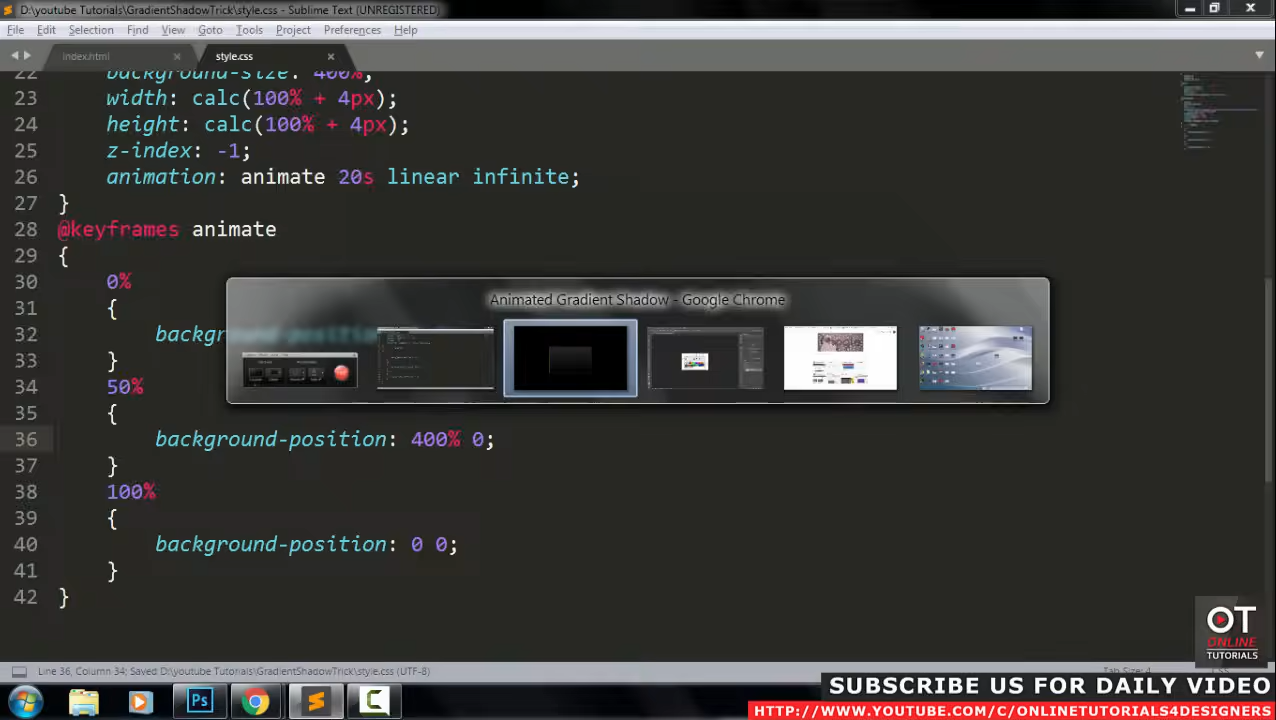 D:\youtube Tutorials\GradientShadowTrick\style.css - Sublime Text (UNREGISTERED)
File Edit Selection Find View Goto Tools Project Preferences Help
index.html style.css
22 background-size: 400%;
23 width: calc(100% + 4px);
24 height: calc(100% + 4px);
25 z-index: -1;
26 animation: animate 20s linear infinite;
27 }
28 @keyframes animate
29 {
30 0%
31 {
Animated Gradient Shadow - Google Chrome
32 background-position
33 }
34 50%
35 {
36 background-position: 400% 0;
37 }
38 100%
39 {
40 background-position: 0 0;
41 }
42 }
OT
ONLINE
TUTORIALS
Line 36, Column 34; Saved D:\youtube Tutorials\GradientShadowTrick\style.css (UTF-8)
Tab Size: 4 CSS
Ps
SUBSCRIBE US FOR DAILY VIDEO
HTTP://WWW.YOUTUBE.COM/C/ONLINETUTORIALS4DESIGNERS